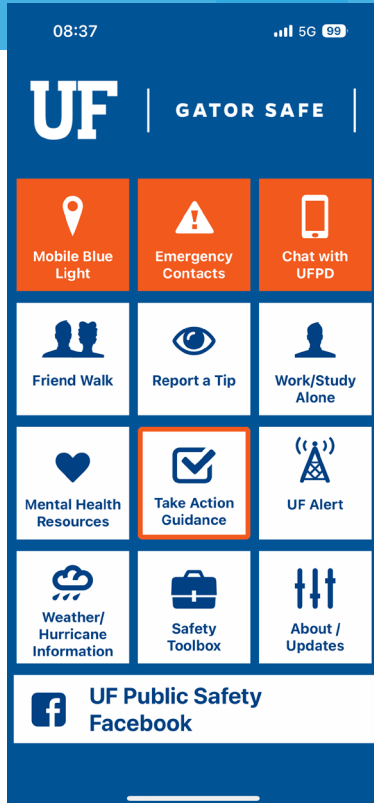 08:37
5G 99
UF
GATOR SAFE
Mobile Blue
Light
Emergency
Contacts
Chat with
UFPD
Friend Walk
Report a Tip
Work/Study
Alone
Mental Health
Resources
Take Action
Guidance
UF Alert
Weather/
Hurricane
Information
Safety
Toolbox
About /
Updates
UF Public Safety
Facebook